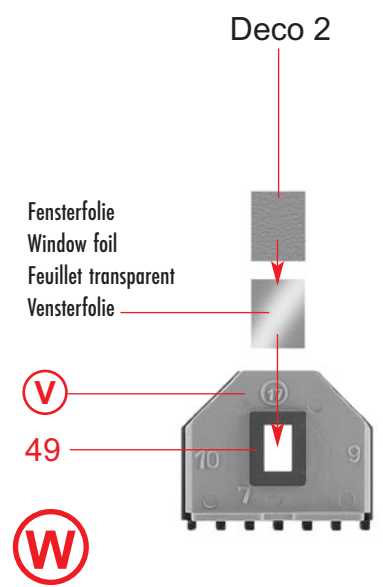 Deco 2
Fensterfolie
Window foil
Feuillet transparent
Vensterfolie
V
17
49
10
9
7
W